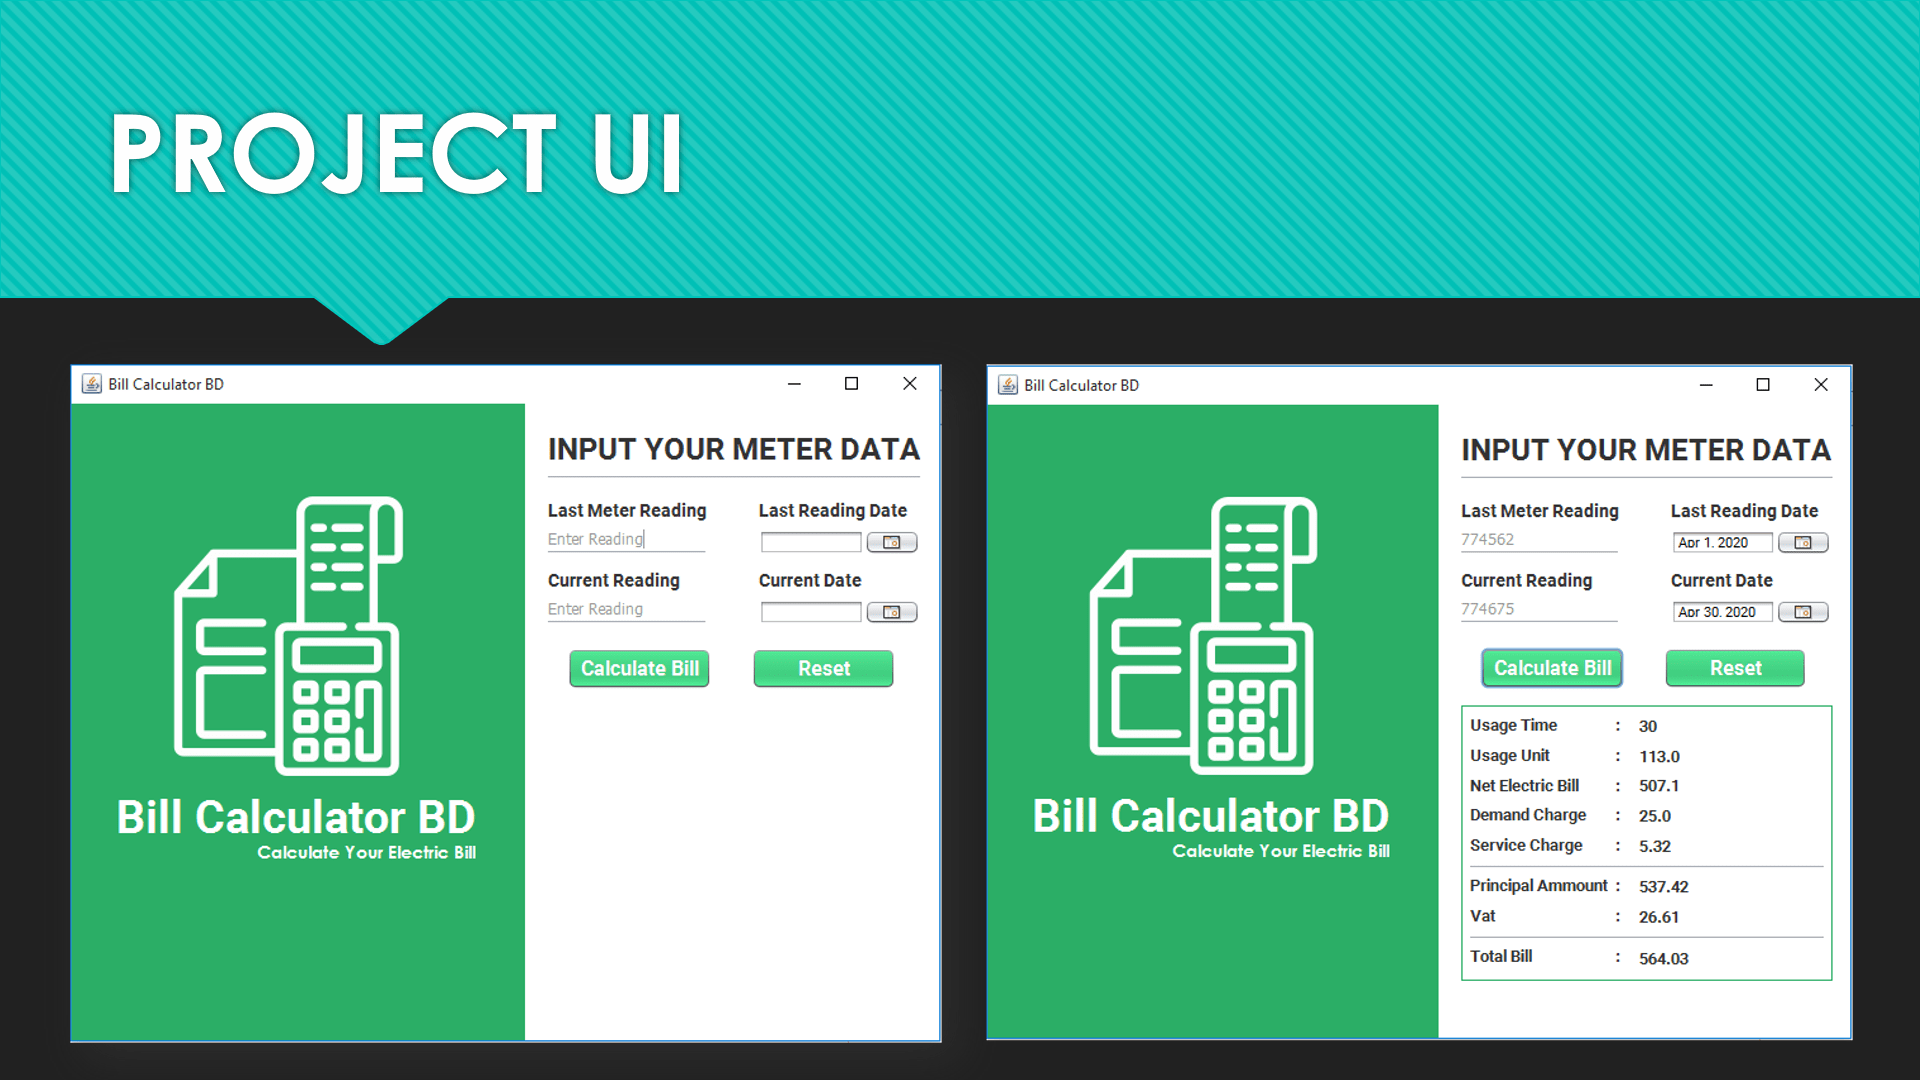 PROJECT UI
Bill Calculator BD
INPUT YOUR METER DATA
Last Meter Reading Last Reading Date
Enter Reading
Current Reading Current Date
Enter Reading
Calculate Bill Reset
Bill Calculator BD
Calculate Your Electric Bill
Bill Calculator BD
INPUT YOUR METER DATA
Last Meter Reading Last Reading Date
774562 Apr 1, 2020
Current Reading Current Date
774675 Apr 30, 2020
Calculate Bill Reset
Usage Time : 30
Usage Unit : 113.0
Net Electric Bill : 507.1
Demand Charge : 25.0
Service Charge : 5.32
Principal Ammount : 537.42
Vat : 26.61
Total Bill : 564.03
Bill Calculator BD
Calculate Your Electric Bill